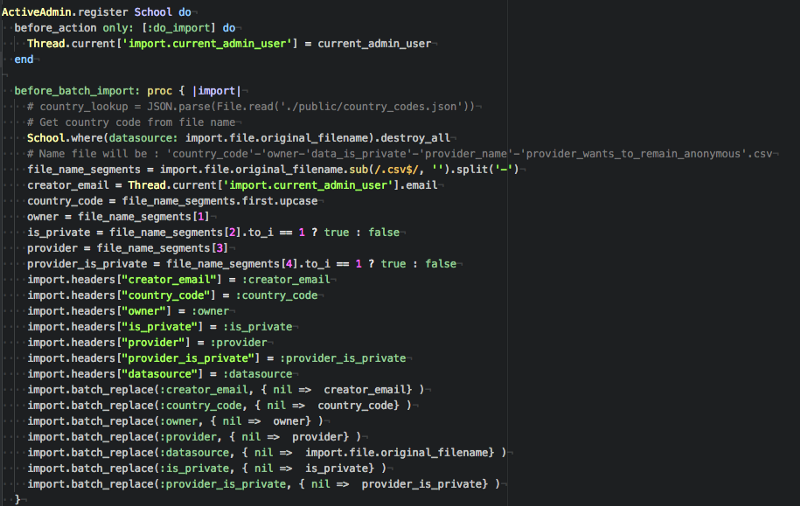 ActiveAdmin.register School do
  before_action only: [:do_import] do
    Thread.current['import.current_admin_user'] = current_admin_user
  end

  before_batch_import: proc { |import|
    # country_lookup = JSON.parse(File.read('./public/country_codes.json'))
    # Get country code from file name
    School.where(datasource: import.file.original_filename).destroy_all
    # Name file will be : 'country_code'-'owner-'data_is_private'-'provider_name'-'provider_wants_to_remain_anonymous'.csv
    file_name_segments = import.file.original_filename.sub(/.csv$/, '').split('-')
    creator_email = Thread.current['import.current_admin_user'].email
    country_code = file_name_segments.first.upcase
    owner = file_name_segments[1]
    is_private = file_name_segments[2].to_i == 1 ? true : false
    provider = file_name_segments[3]
    provider_is_private = file_name_segments[4].to_i == 1 ? true : false
    import.headers["creator_email"] = :creator_email
    import.headers["country_code"] = :country_code
    import.headers["owner"] = :owner
    import.headers["is_private"] = :is_private
    import.headers["provider"] = :provider
    import.headers["provider_is_private"] = :provider_is_private
    import.headers["datasource"] = :datasource
    import.batch_replace(:creator_email, { nil =>  creator_email} )
    import.batch_replace(:country_code, { nil =>  country_code} )
    import.batch_replace(:owner, { nil =>  owner} )
    import.batch_replace(:provider, { nil =>  provider} )
    import.batch_replace(:datasource, { nil =>  import.file.original_filename} )
    import.batch_replace(:is_private, { nil =>  is_private} )
    import.batch_replace(:provider_is_private, { nil =>  provider_is_private} )
  }